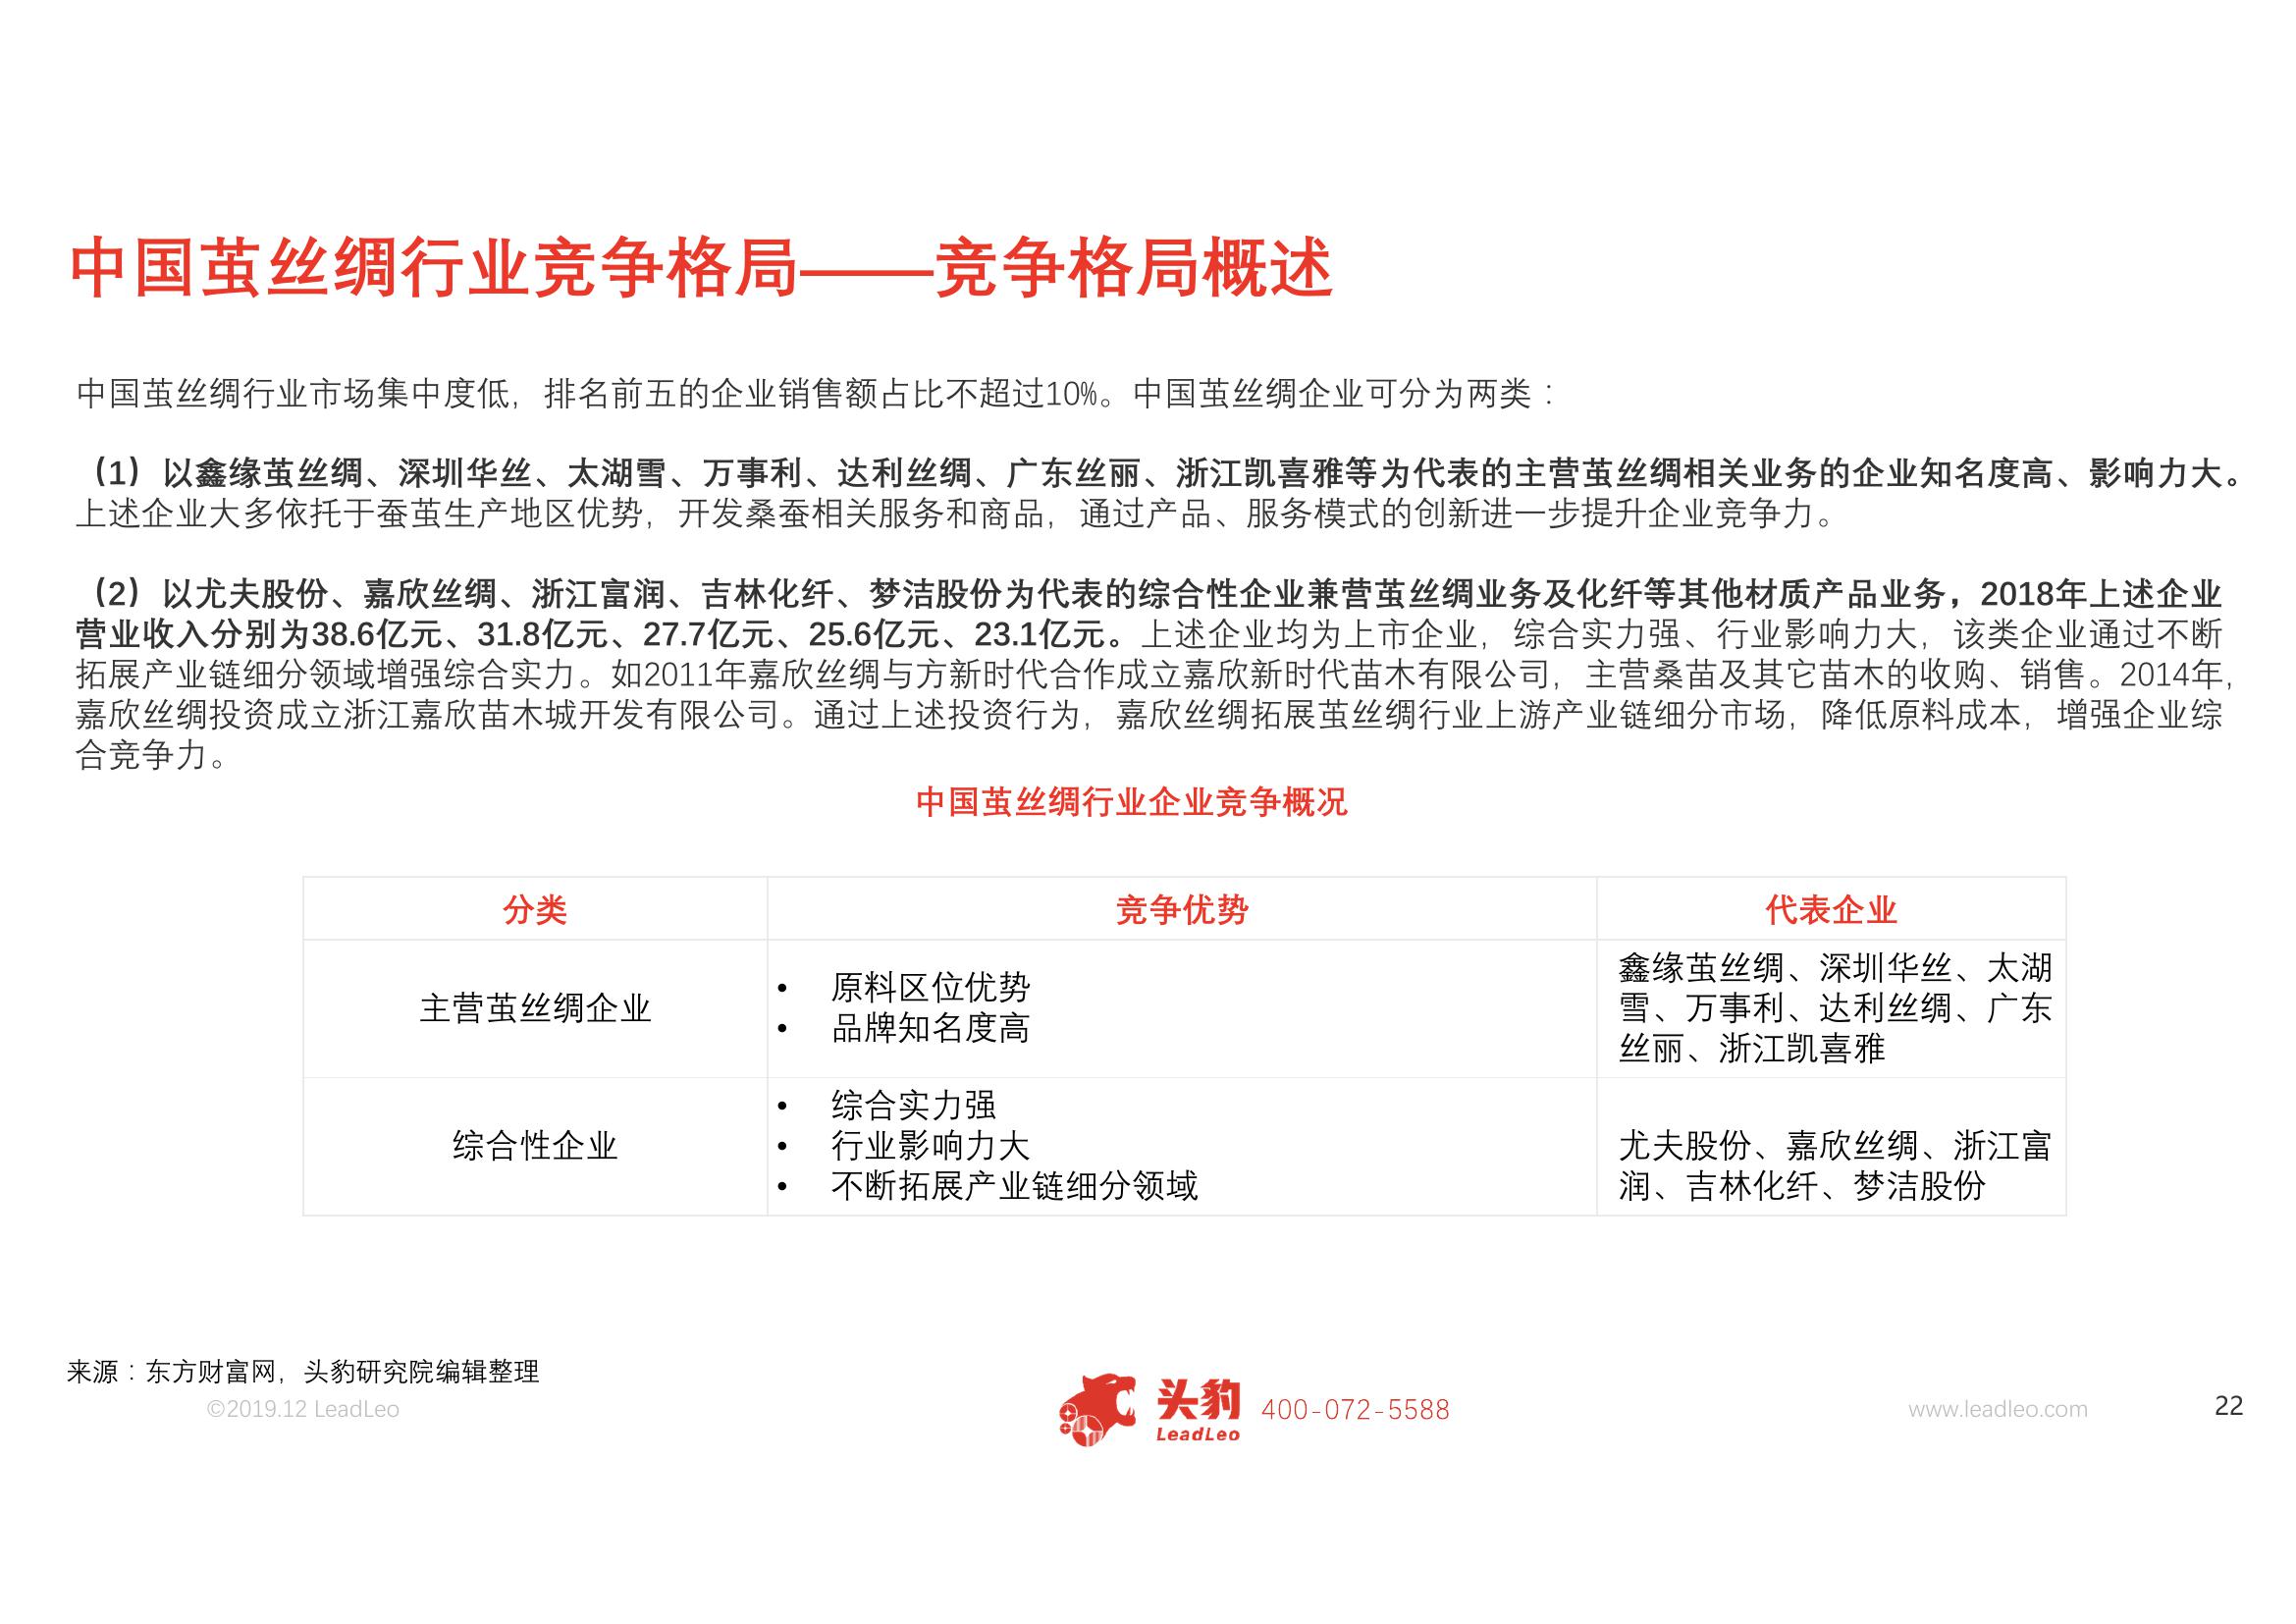 中国茧丝绸行业竞争格局——竞争格局概述
中国茧丝绸行业市场集中度低，排名前五的企业销售额占比不超过10%。中国茧丝绸企业可分为两类：
（1）以鑫缘茧丝绸、深圳华丝、太湖雪、万事利、达利丝绸、广东丝丽、浙江凯喜雅等为代表的主营茧丝绸相关业务的企业知名度高、影响力大。
上述企业大多依托于蚕茧生产地区优势，开发桑蚕相关服务和商品，通过产品、服务模式的创新进一步提升企业竞争力。
（2）以尤夫股份、嘉欣丝绸、浙江富润、吉林化纤、梦洁股份为代表的综合性企业兼营茧丝绸业务及化纤等其他材质产品业务，2018年上述企业
营业收入分别为38.6亿元、31.8亿元、27.7亿元、25.6亿元、23.1亿元。上述企业均为上市企业，综合实力强、行业影响力大，该类企业通过不断
拓展产业链细分领域增强综合实力。如2011年嘉欣丝绸与方新时代合作成立嘉欣新时代苗木有限公司，主营桑苗及其它苗木的收购、销售。2014年，
嘉欣丝绸投资成立浙江嘉欣苗木城开发有限公司。通过上述投资行为，嘉欣丝绸拓展茧丝绸行业上游产业链细分市场，降低原料成本，增强企业综
合竞争力。
中国茧丝绸行业企业竞争概况
分类
竞争优势
代表企业
主营茧丝绸企业
• 原料区位优势
• 品牌知名度高
鑫缘茧丝绸、深圳华丝、太湖
雪、万事利、达利丝绸、广东
丝丽、浙江凯喜雅
综合性企业
• 综合实力强
• 行业影响力大
• 不断拓展产业链细分领域
尤夫股份、嘉欣丝绸、浙江富
润、吉林化纤、梦洁股份
来源：东方财富网，头豹研究院编辑整理
©2019.12 LeadLeo
头豹
LeadLeo
400-072-5588
www.leadleo.com
22